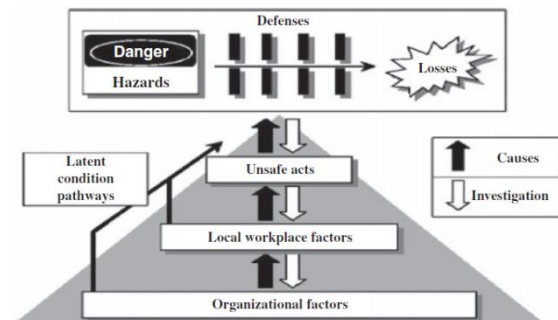 Defenses
Danger
Hazards
Losses
Latent
condition
pathways
Unsafe acts
Causes
Investigation
Local workplace factors
Organizational factors